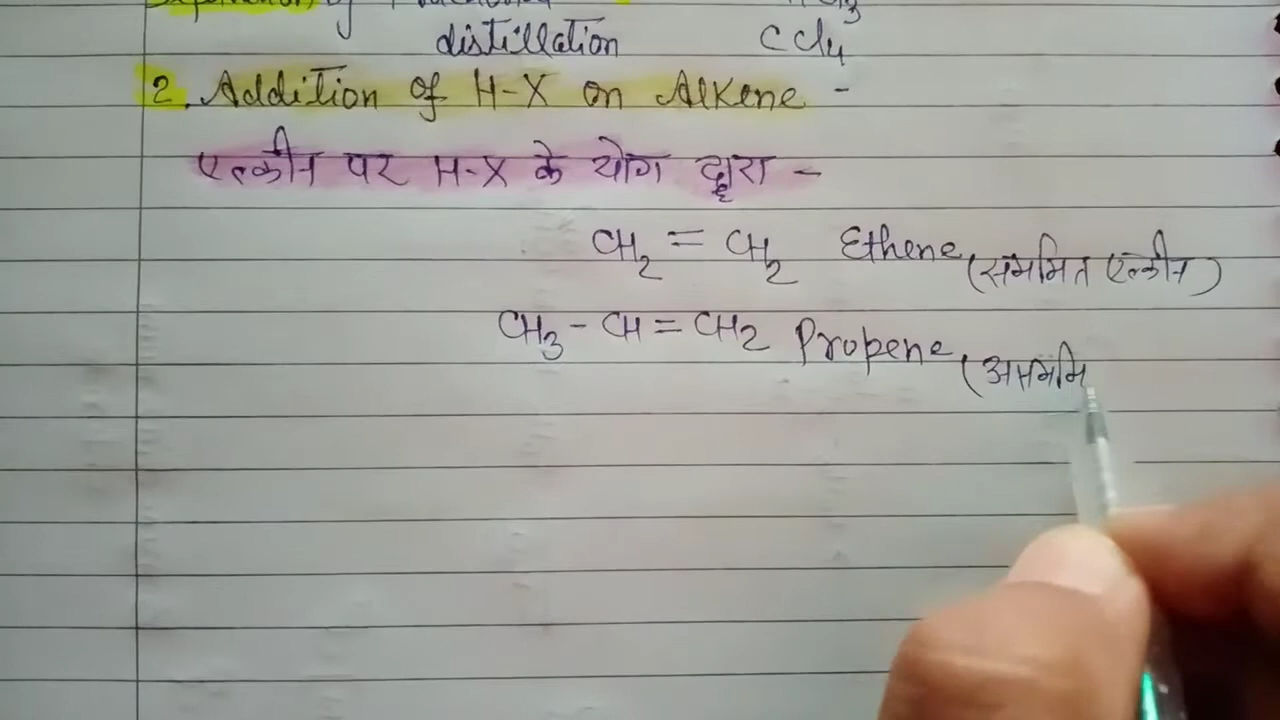 distillation CCl4
2. Addition of H-X on Alkene -
एल्कीन पर H-X के योग द्वारा -
CH2 = CH2 Ethene (सममित एल्कीन)
CH3 - CH = CH2 Propene (असममि